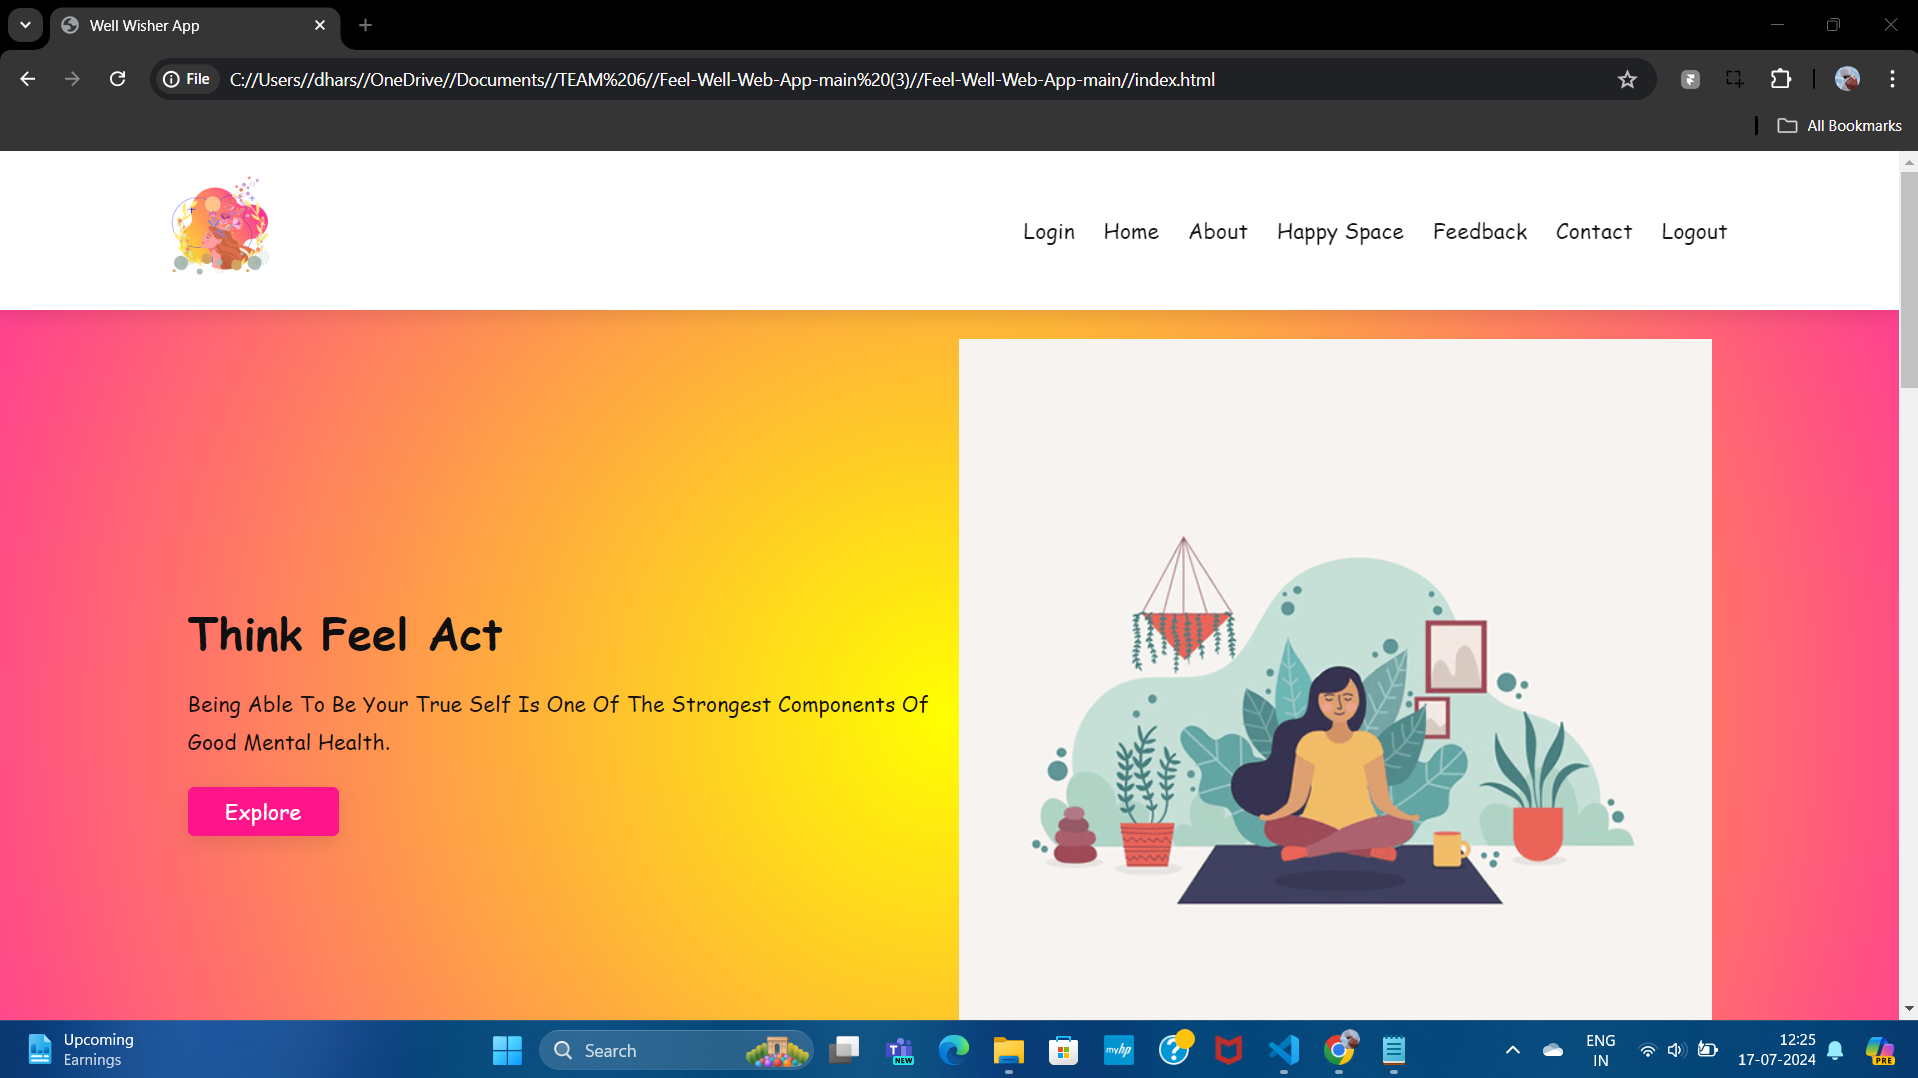 Well Wisher App
File
C://Users//dhars//OneDrive//Documents//TEAM%206//Feel-Well-Web-App-main%20(3)//Feel-Well-Web-App-main//index.html
All Bookmarks
Login Home About Happy Space Feedback Contact Logout
Think Feel Act
Being Able To Be Your True Self Is One Of The Strongest Components Of
Good Mental Health.
Explore
Upcoming
Earnings
Search
NEW
myhp
ENG
IN
12:25
17-07-2024
PRE